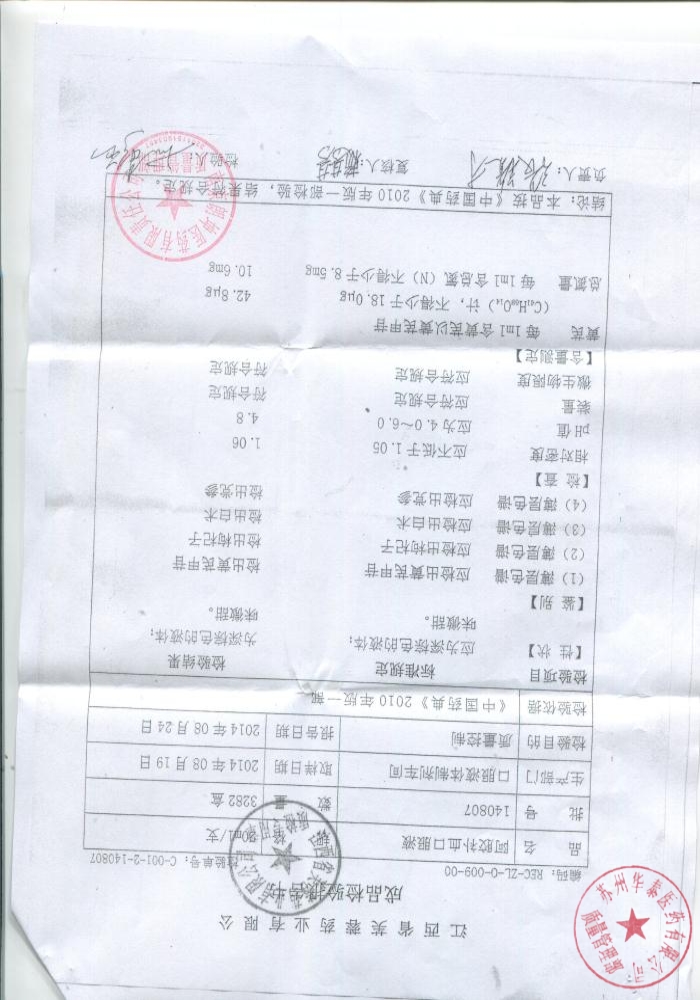 江西省芙蓉药业有限公
成品检验报告书
编码：REC-ZL-0-009-00 检验单号：C-001-2-140807
品 名 阿胶补血口服液 规 格 20ml/支
批 号 140807 数 量 3282盒
生产部门 口服液体制剂车间 取样日期 2014年08月19日
检验目的 质量控制 报告日期 2014年08月24日
检验依据 《中国药典》2010年版一部
检验项目 标准规定 检验结果
【性 状】 应为深棕色的液体； 为深棕色的液体；
味微甜。 味微甜。
【鉴 别】
（1）薄层色谱 应检出黄芪甲苷 检出黄芪甲苷
（2）薄层色谱 应检出枸杞子 检出枸杞子
（3）薄层色谱 应检出白术 检出白术
（4）薄层色谱 应检出党参 检出党参
【检 查】
相对密度 应不低于1.05 1.06
pH值 应为4.0～6.0 4.8
装量 应符合规定 符合规定
微生物限度 应符合规定 符合规定
【含量测定】
黄芪 每1ml含黄芪以黄芪甲苷
（C₄₁H₆₈O₁₄）计，不得少于18.0μg 42.8μg
总氮量 每1ml含总氮（N）不得少于8.5mg 10.6mg
结论：本品按《中国药典》2010年版一部检验，结果符合规定。
负责人： 复核人： 检验人：
苏州华泰医药有限公司
质量管理部